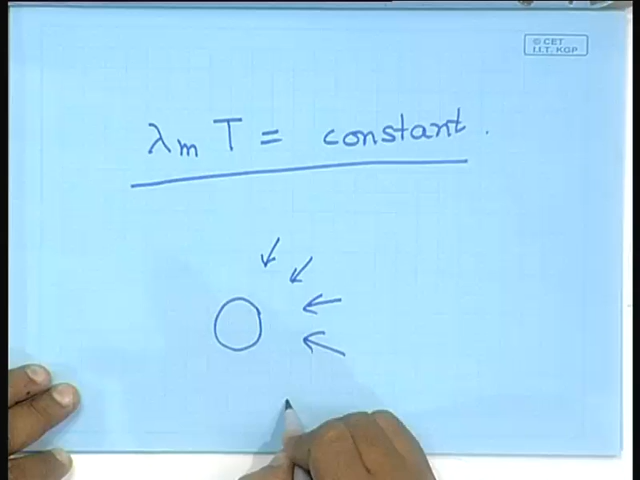 © CET
I.I.T. KGP
λₘ T = constant.